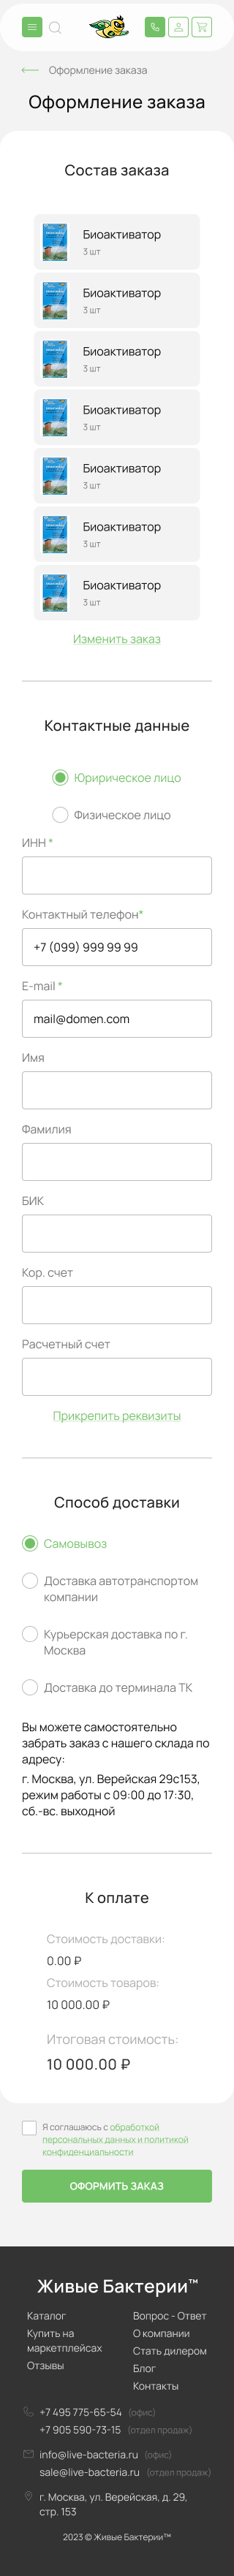 Оформление заказа
Оформление заказа
Состав заказа
Биоактиватор
3 шт
Биоактиватор
3 шт
Биоактиватор
3 шт
Биоактиватор
3 шт
Биоактиватор
3 шт
Биоактиватор
3 шт
Биоактиватор
3 шт
Изменить заказ
Контактные данные
Юририческое лицо
Физическое лицо
ИНН *
Контактный телефон*
+7 (099) 999 99 99
E-mail *
mail@domen.com
Имя
Фамилия
БИК
Кор. счет
Расчетный счет
Прикрепить реквизиты
Способ доставки
Самовывоз
Доставка автотранспортом
компании
Курьерская доставка по г.
Москва
Доставка до терминала ТК
Вы можете самостоятельно
забрать заказ с нашего склада по
адресу:
г. Москва, ул. Верейская 29с153,
режим работы с 09:00 до 17:30,
сб.-вс. выходной
К оплате
Стоимость доставки:
0.00 ₽
Стоимость товаров:
10 000.00 ₽
Итоговая стоимость:
10 000.00 ₽
Я соглашаюсь с обработкой
персональных данных и политикой
конфиденциальности
ОФОРМИТЬ ЗАКАЗ
Живые Бактерии™
Каталог
Купить на
маркетплейсах
Отзывы
Вопрос - Ответ
О компании
Стать дилером
Блог
Контакты
+7 495 775-65-54 (офис)
+7 905 590-73-15 (отдел продаж)
info@live-bacteria.ru (офис)
sale@live-bacteria.ru (отдел продаж)
г. Москва, ул. Верейская, д. 29,
стр. 153
2023 © Живые Бактерии™